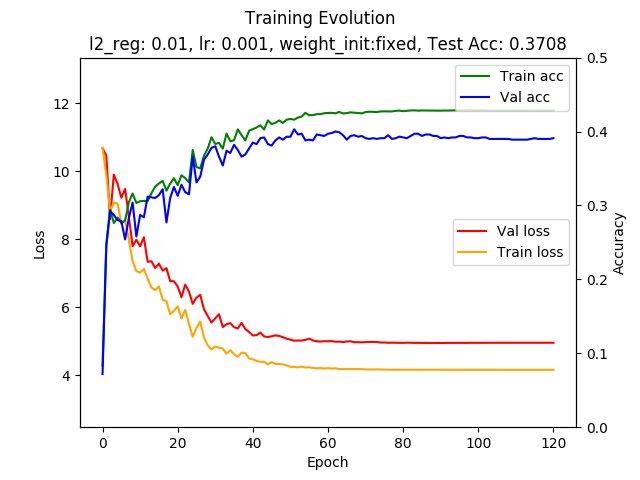 Training Evolution
l2_reg: 0.01, lr: 0.001, weight_init:fixed, Test Acc: 0.3708
Train acc
Val acc
Val loss
Train loss
Loss
12
10
8
6
4
Accuracy
0.5
0.4
0.3
0.2
0.1
0.0
0 20 40 60 80 100 120
Epoch